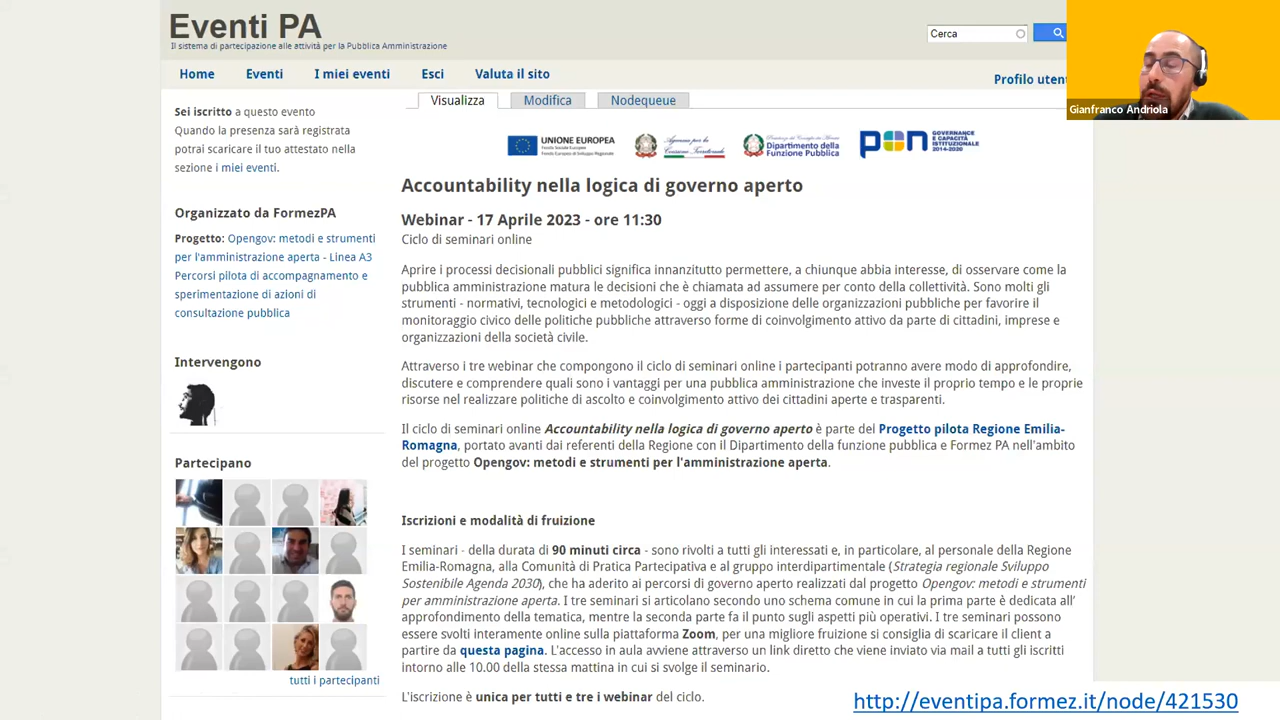 Eventi PA
Il sistema di partecipazione alle attività per la Pubblica Amministrazione
Cerca
Home Eventi I miei eventi Esci Valuta il sito
Profilo utent
Gianfranco Andriola
Visualizza Modifica Nodequeue
Sei iscritto a questo evento
Quando la presenza sarà registrata
potrai scaricare il tuo attestato nella
sezione i miei eventi.
Organizzato da FormezPA
Progetto: Opengov: metodi e strumenti
per l'amministrazione aperta - Linea A3
Percorsi pilota di accompagnamento e
sperimentazione di azioni di
consultazione pubblica
Intervengono
Partecipano
tutti i partecipanti
UNIONE EUROPEA
Fondo Sociale Europeo
Fondo Europeo di Sviluppo Regionale
Agenzia per la
Coesione Territoriale
Dipartimento della
Funzione Pubblica
pon GOVERNANCE
E CAPACITÀ
ISTITUZIONALE
2014-2020
Accountability nella logica di governo aperto
Webinar - 17 Aprile 2023 - ore 11:30
Ciclo di seminari online
Aprire i processi decisionali pubblici significa innanzitutto permettere, a chiunque abbia interesse, di osservare come la
pubblica amministrazione matura le decisioni che è chiamata ad assumere per conto della collettività. Sono molti gli
strumenti - normativi, tecnologici e metodologici - oggi a disposizione delle organizzazioni pubbliche per favorire il
monitoraggio civico delle politiche pubbliche attraverso forme di coinvolgimento attivo da parte di cittadini, imprese e
organizzazioni della società civile.
Attraverso i tre webinar che compongono il ciclo di seminari online i partecipanti potranno avere modo di approfondire,
discutere e comprendere quali sono i vantaggi per una pubblica amministrazione che investe il proprio tempo e le proprie
risorse nel realizzare politiche di ascolto e coinvolgimento attivo dei cittadini aperte e trasparenti.
Il ciclo di seminari online Accountability nella logica di governo aperto è parte del Progetto pilota Regione Emilia-
Romagna, portato avanti dai referenti della Regione con il Dipartimento della funzione pubblica e Formez PA nell'ambito
del progetto Opengov: metodi e strumenti per l'amministrazione aperta.
Iscrizioni e modalità di fruizione
I seminari - della durata di 90 minuti circa - sono rivolti a tutti gli interessati e, in particolare, al personale della Regione
Emilia-Romagna, alla Comunità di Pratica Partecipativa e al gruppo interdipartimentale (Strategia regionale Sviluppo
Sostenibile Agenda 2030), che ha aderito ai percorsi di governo aperto realizzati dal progetto Opengov: metodi e strumenti
per amministrazione aperta. I tre seminari si articolano secondo uno schema comune in cui la prima parte è dedicata all'
approfondimento della tematica, mentre la seconda parte fa il punto sugli aspetti più operativi. I tre seminari possono
essere svolti interamente online sulla piattaforma Zoom, per una migliore fruizione si consiglia di scaricare il client a
partire da questa pagina. L'accesso in aula avviene attraverso un link diretto che viene inviato via mail a tutti gli iscritti
intorno alle 10.00 della stessa mattina in cui si svolge il seminario.
L'iscrizione è unica per tutti e tre i webinar del ciclo.
http://eventipa.formez.it/node/421530